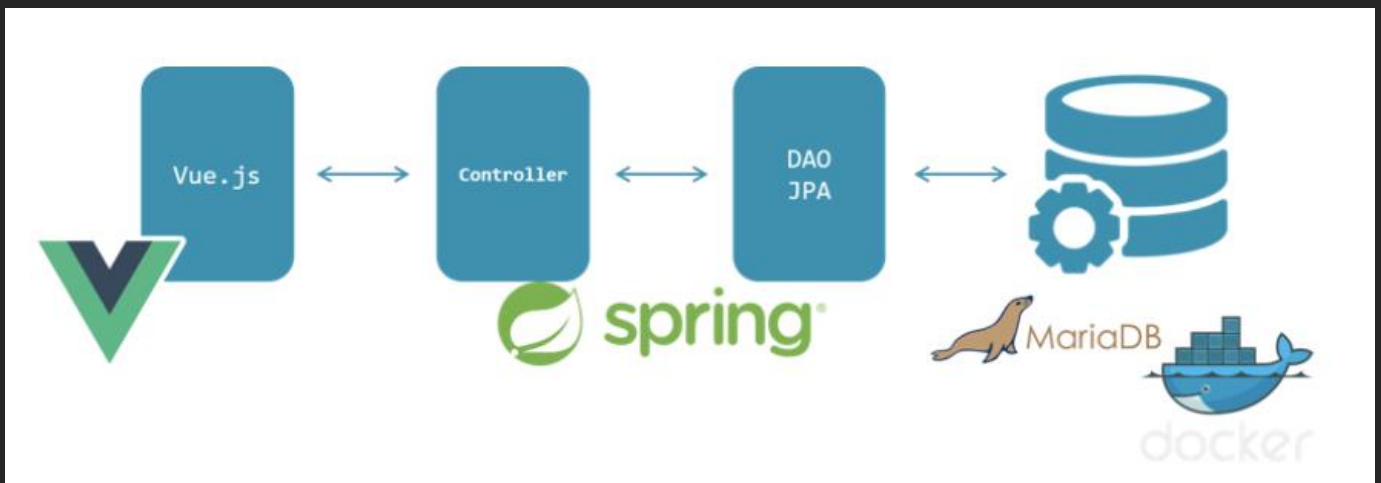 Vue.js
Controller
DAO
JPA
spring
MariaDB
docker